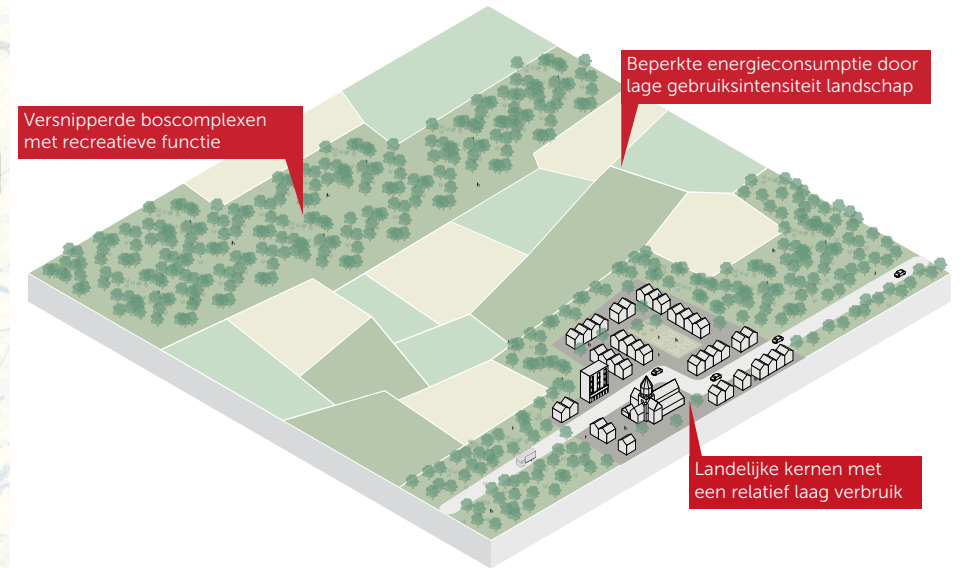 Beperkte energieconsumptie door
lage gebruiksintensiteit landschap
Versnipperde boscomplexen
met recreatieve functie
Landelijke kernen met
een relatief laag verbruik